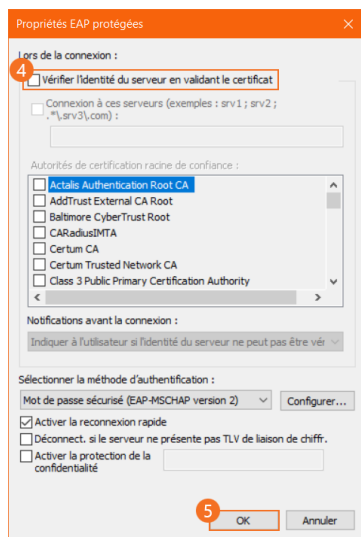 Propriétés EAP protégées
Lors de la connexion :
4
Vérifier l'identité du serveur en validant le certificat
Connexion à ces serveurs (exemples : srv1 ; srv2 ;
.*\.srv3\.com) :
Autorités de certification racine de confiance :
Actalis Authentication Root CA
AddTrust External CA Root
Baltimore CyberTrust Root
CARadiusIMTA
Certum CA
Certum Trusted Network CA
Class 3 Public Primary Certification Authority
Notifications avant la connexion :
Indiquer à l'utilisateur si l'identité du serveur ne peut pas être vér
Sélectionner la méthode d'authentification :
Mot de passe sécurisé (EAP-MSCHAP version 2)
Configurer...
Activer la reconnexion rapide
Déconnect. si le serveur ne présente pas TLV de liaison de chiffr.
Activer la protection de la
confidentialité
5
OK
Annuler